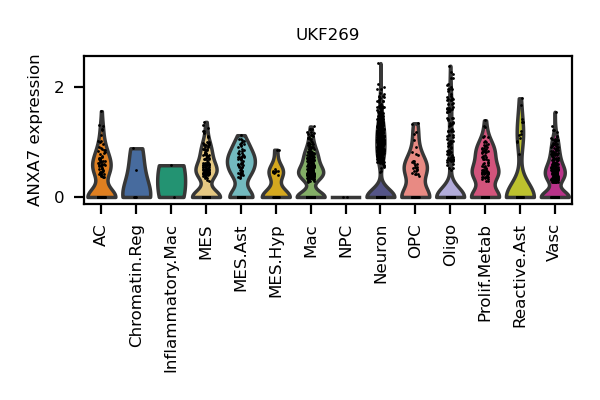 UKF269
ANXA7 expression
2
0
AC
Chromatin.Reg
Inflammatory.Mac
MES
MES.Ast
MES.Hyp
Mac
NPC
Neuron
OPC
Oligo
Prolif.Metab
Reactive.Ast
Vasc